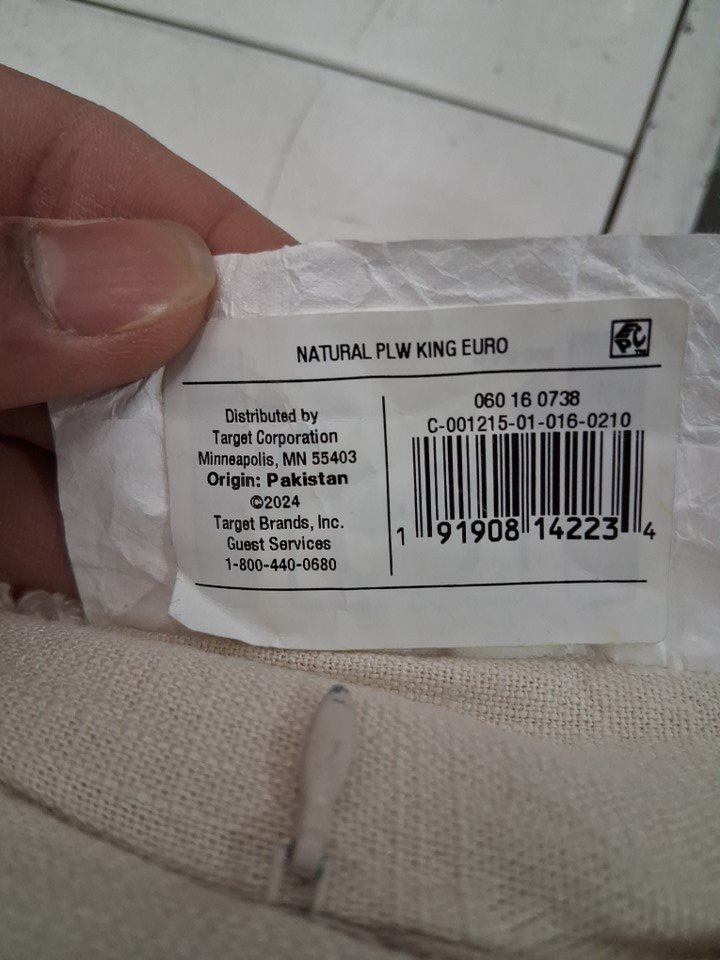 NATURAL PLW KING EURO
Distributed by
Target Corporation
Minneapolis, MN 55403
Origin: Pakistan
©2024
Target Brands, Inc.
Guest Services
1-800-440-0680
060 16 0738
C-001215-01-016-0210
1 91908 14223 4